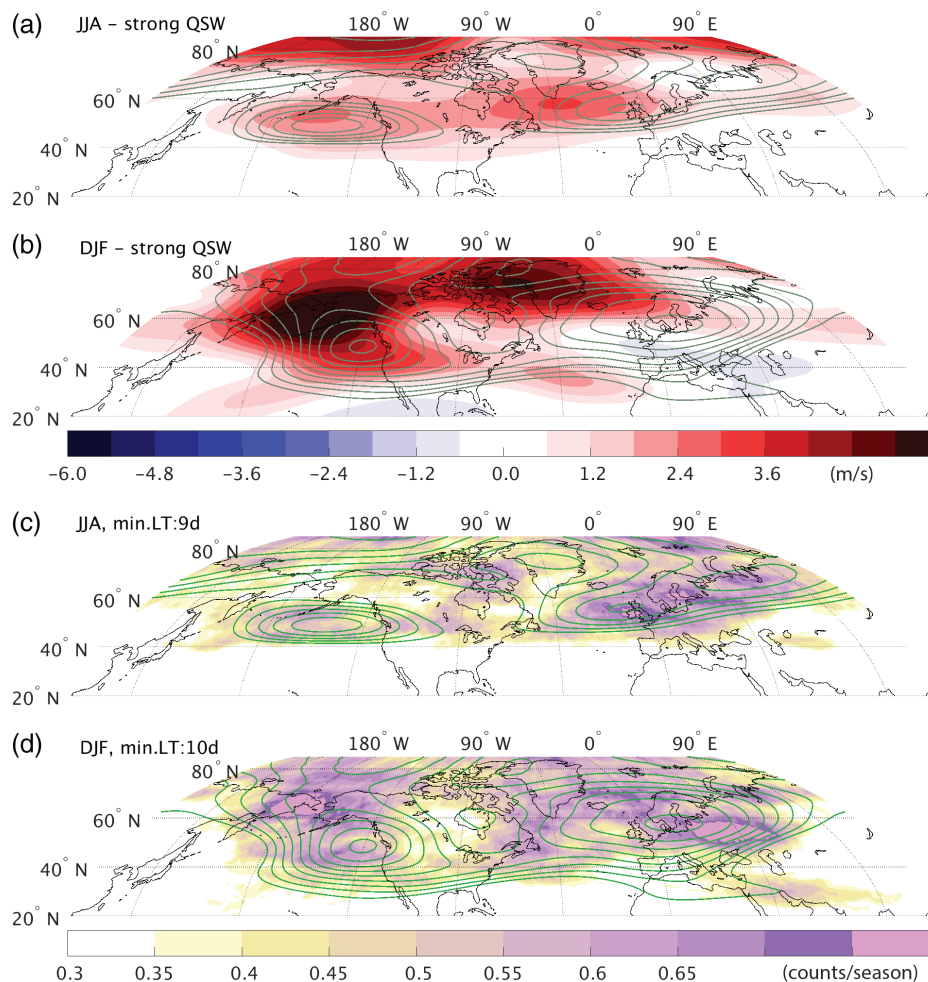 (a) JJA – strong QSW
180° W 90° W 0° 90° E
80° N
60° N
40° N
20° N
(b) DJF – strong QSW
180° W 90° W 0° 90° E
80° N
60° N
40° N
20° N
−6.0 −4.8 −3.6 −2.4 −1.2 0.0 1.2 2.4 3.6 (m/s)
(c) JJA, min.LT:9d
180° W 90° W 0° 90° E
80° N
60° N
40° N
20° N
(d) DJF, min.LT:10d
180° W 90° W 0° 90° E
80° N
60° N
40° N
20° N
0.3 0.35 0.4 0.45 0.5 0.55 0.6 0.65 (counts/season)